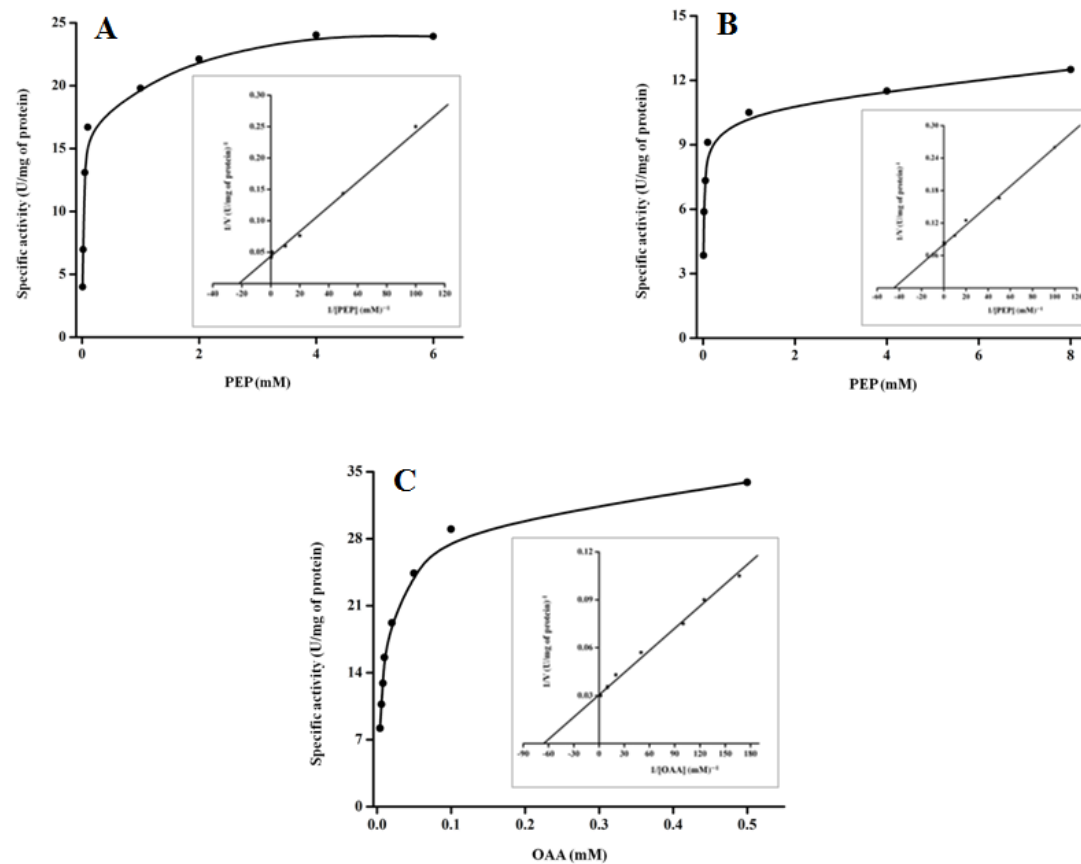 A
Specific activity (U/mg of protein)
25
20
15
10
5
0
0 2 4 6
PEP (mM)
1/V (U/mg of protein)⁻¹
0.30
0.25
0.20
0.15
0.10
0.05
-40 -20 0 20 40 60 80 100 120
1/[PEP] (mM)⁻¹
B
Specific activity (U/mg of protein)
15
12
9
6
3
0
0 2 4 6 8
PEP (mM)
1/V (U/mg of protein)⁻¹
0.30
0.24
0.18
0.12
0.06
-60 -40 -20 0 20 40 60 80 100 120
1/[PEP] (mM)⁻¹
C
Specific activity (U/mg of protein)
35
28
21
14
7
0
0.0 0.1 0.2 0.3 0.4 0.5
OAA (mM)
1/V (U/mg of protein)⁻¹
0.12
0.09
0.06
0.03
-90 -60 -30 0 30 60 90 120 150 180
1/[OAA] (mM)⁻¹